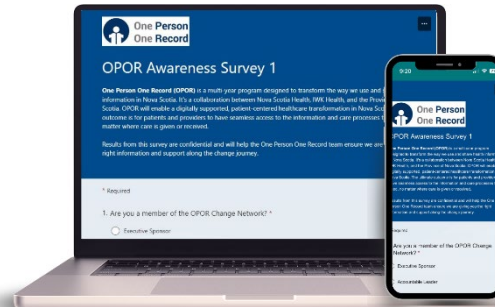 One Person
One Record
OPOR Awareness Survey 1
One Person One Record (OPOR) is a multi-year program designed to transform the way we use and
information in Nova Scotia. It's a collaboration between Nova Scotia Health, IWK Health, and the Provi
Scotia. OPOR will enable a digitally supported, patient-centered healthcare transformation in Nova Sco
outcome is for patients and providers to have seamless access to the information and care processes
matter where care is given or received.
Results from this survey are confidential and will help the One Person One Record team ensure we are
right information and support along the change journey.
* Required
1. Are you a member of the OPOR Change Network? *
Executive Sponsor
9:20
One Person
One Record
OPOR Awareness Survey 1
Are you a member of the OPOR Change
Network? *
Executive Sponsor
Accountable Leader